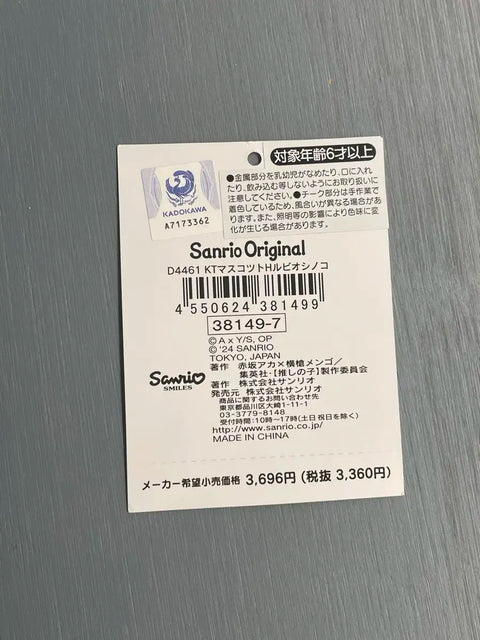 対象年齢6才以上
●金属部分を乳幼児がなめたり、口に入れ
たり、飲み込む等しないようにお取り扱いに
注意してください。●チーク部分は手作業で
着色しているため、風合いが異なる場合があ
ります。また、照明等の影響により色味に変
化が生じる場合があります。
KADOKAWA
A7173362
Sanrio Original
D4461 KTマスコットHルビオシノコ
4 550624 381499
38149-7
©A x Y/S, OP
©'24 SANRIO
TOKYO, JAPAN
著作 赤坂アカ×横槍メンゴ／
集英社・【推しの子】製作委員会
著作 株式会社サンリオ
発売元 株式会社サンリオ
商品に関するお問い合わせ先
東京都品川区大崎1-11-1
03-3779-8148
受付時間:10時～17時(土日祝日を除く)
http://www.sanrio.co.jp/
MADE IN CHINA
Sanrio
SMILES
メーカー希望小売価格 3,696円 (税抜 3,360円)